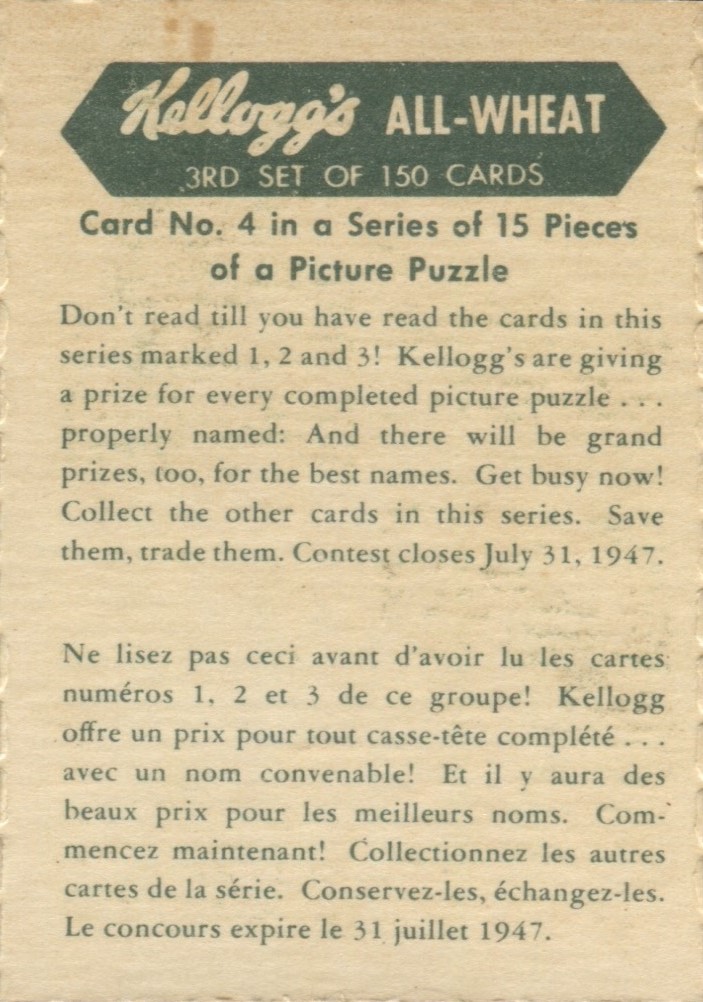 Kellogg's ALL-WHEAT
3RD SET OF 150 CARDS
Card No. 4 in a Series of 15 Pieces
of a Picture Puzzle
Don't read till you have read the cards in this
series marked 1, 2 and 3! Kellogg's are giving
a prize for every completed picture puzzle . . .
properly named: And there will be grand
prizes, too, for the best names. Get busy now!
Collect the other cards in this series. Save
them, trade them. Contest closes July 31, 1947.
Ne lisez pas ceci avant d'avoir lu les cartes
numéros 1, 2 et 3 de ce groupe! Kellogg
offre un prix pour tout casse-tête complété . . .
avec un nom convenable! Et il y aura des
beaux prix pour les meilleurs noms. Com-
mencez maintenant! Collectionnez les autres
cartes de la série. Conservez-les, échangez-les.
Le concours expire le 31 juillet 1947.